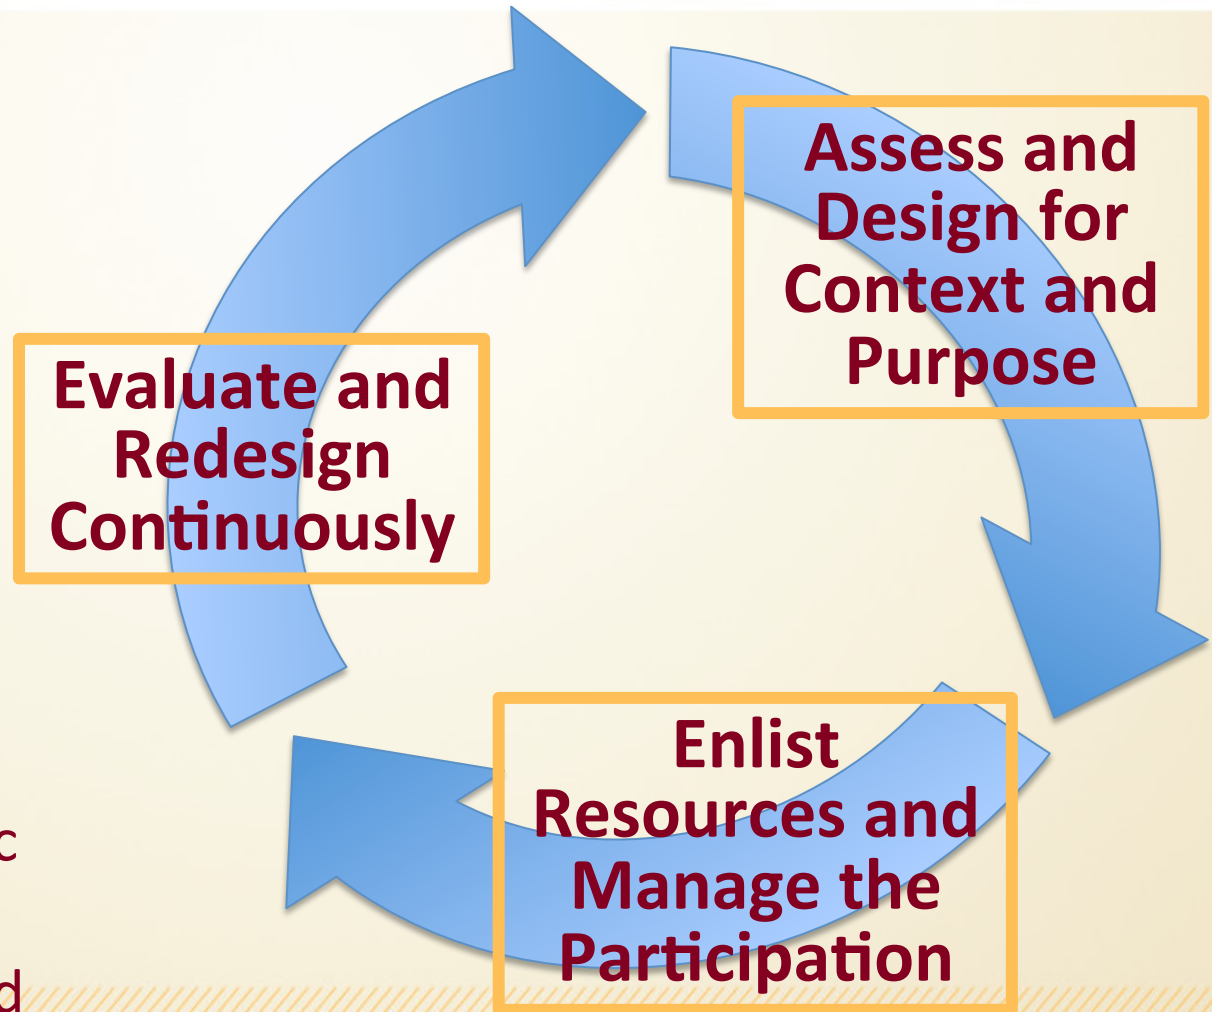 Assess and
Design for
Context and
Purpose
Evaluate and
Redesign
Continuously
Enlist
Resources and
Manage the
Participation